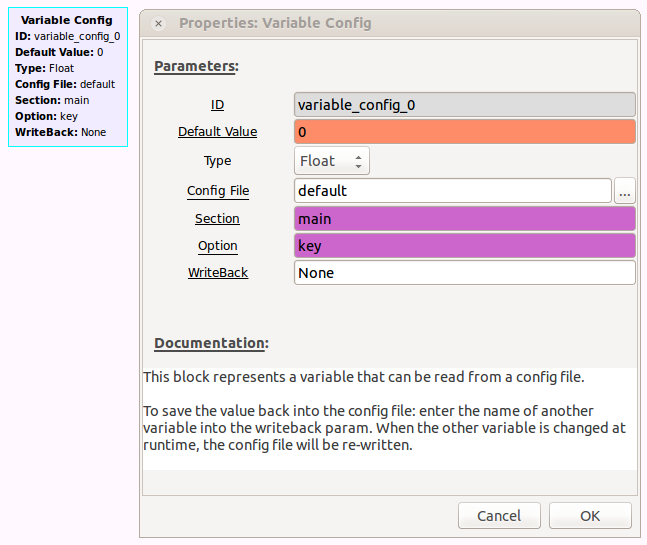 Variable Config
ID: variable_config_0
Default Value: 0
Type: Float
Config File: default
Section: main
Option: key
WriteBack: None
Properties: Variable Config
Parameters:
ID variable_config_0
Default Value 0
Type Float
Config File default ...
Section main
Option key
WriteBack None
Documentation:
This block represents a variable that can be read from a config file.
To save the value back into the config file: enter the name of another
variable into the writeback param. When the other variable is changed at
runtime, the config file will be re-written.
Cancel OK